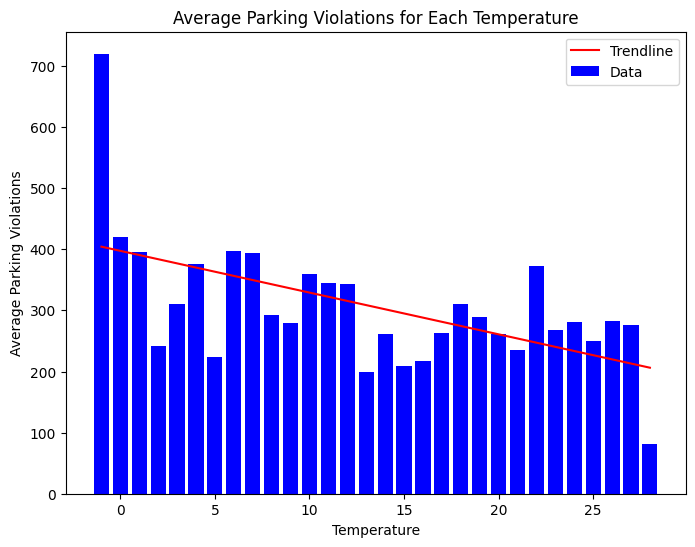 Average Parking Violations for Each Temperature
Trendline
Data
Average Parking Violations
700
600
500
400
300
200
100
0
0 5 10 15 20 25
Temperature